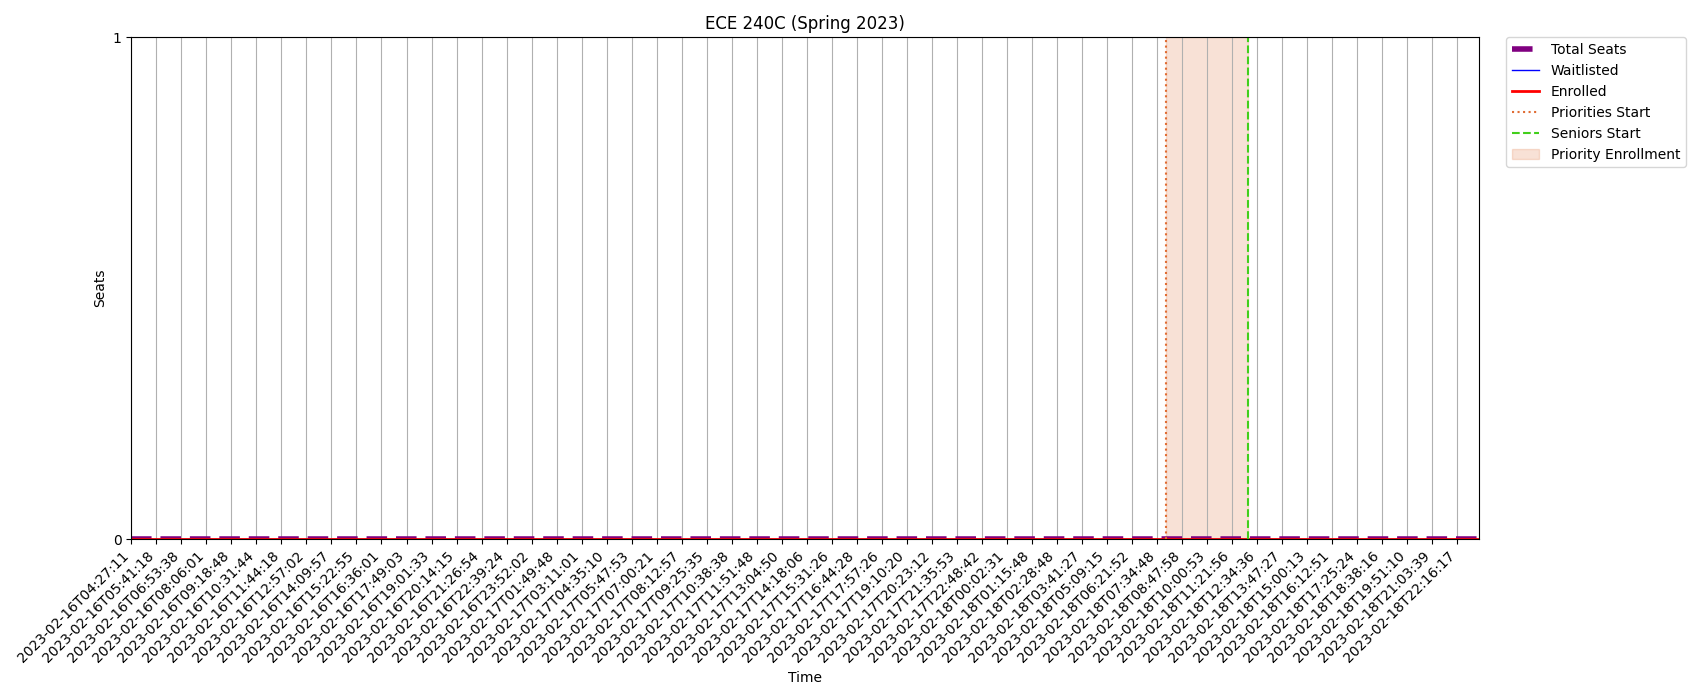 ECE 240C (Spring 2023)
1
0
Seats
2023-02-16T04:27:11
2023-02-16T05:41:18
2023-02-16T06:53:38
2023-02-16T08:06:01
2023-02-16T09:18:48
2023-02-16T10:31:44
2023-02-16T11:44:18
2023-02-16T12:57:02
2023-02-16T14:09:57
2023-02-16T15:22:55
2023-02-16T16:36:01
2023-02-16T17:49:03
2023-02-16T19:01:33
2023-02-16T20:14:15
2023-02-16T21:26:54
2023-02-16T22:39:24
2023-02-16T23:52:02
2023-02-17T01:49:48
2023-02-17T03:11:01
2023-02-17T04:35:10
2023-02-17T05:47:53
2023-02-17T07:00:21
2023-02-17T08:12:57
2023-02-17T09:25:35
2023-02-17T10:38:38
2023-02-17T11:51:48
2023-02-17T13:04:50
2023-02-17T14:18:06
2023-02-17T15:31:26
2023-02-17T16:44:28
2023-02-17T17:57:26
2023-02-17T19:10:20
2023-02-17T20:23:12
2023-02-17T21:35:53
2023-02-17T22:48:42
2023-02-18T00:02:31
2023-02-18T01:15:48
2023-02-18T02:28:48
2023-02-18T03:41:27
2023-02-18T05:09:15
2023-02-18T06:21:52
2023-02-18T07:34:48
2023-02-18T08:47:58
2023-02-18T10:00:53
2023-02-18T11:21:56
2023-02-18T12:34:36
2023-02-18T13:47:27
2023-02-18T15:00:13
2023-02-18T16:12:51
2023-02-18T17:25:24
2023-02-18T18:38:16
2023-02-18T19:51:10
2023-02-18T21:03:39
2023-02-18T22:16:17
Time
Total Seats
Waitlisted
Enrolled
Priorities Start
Seniors Start
Priority Enrollment